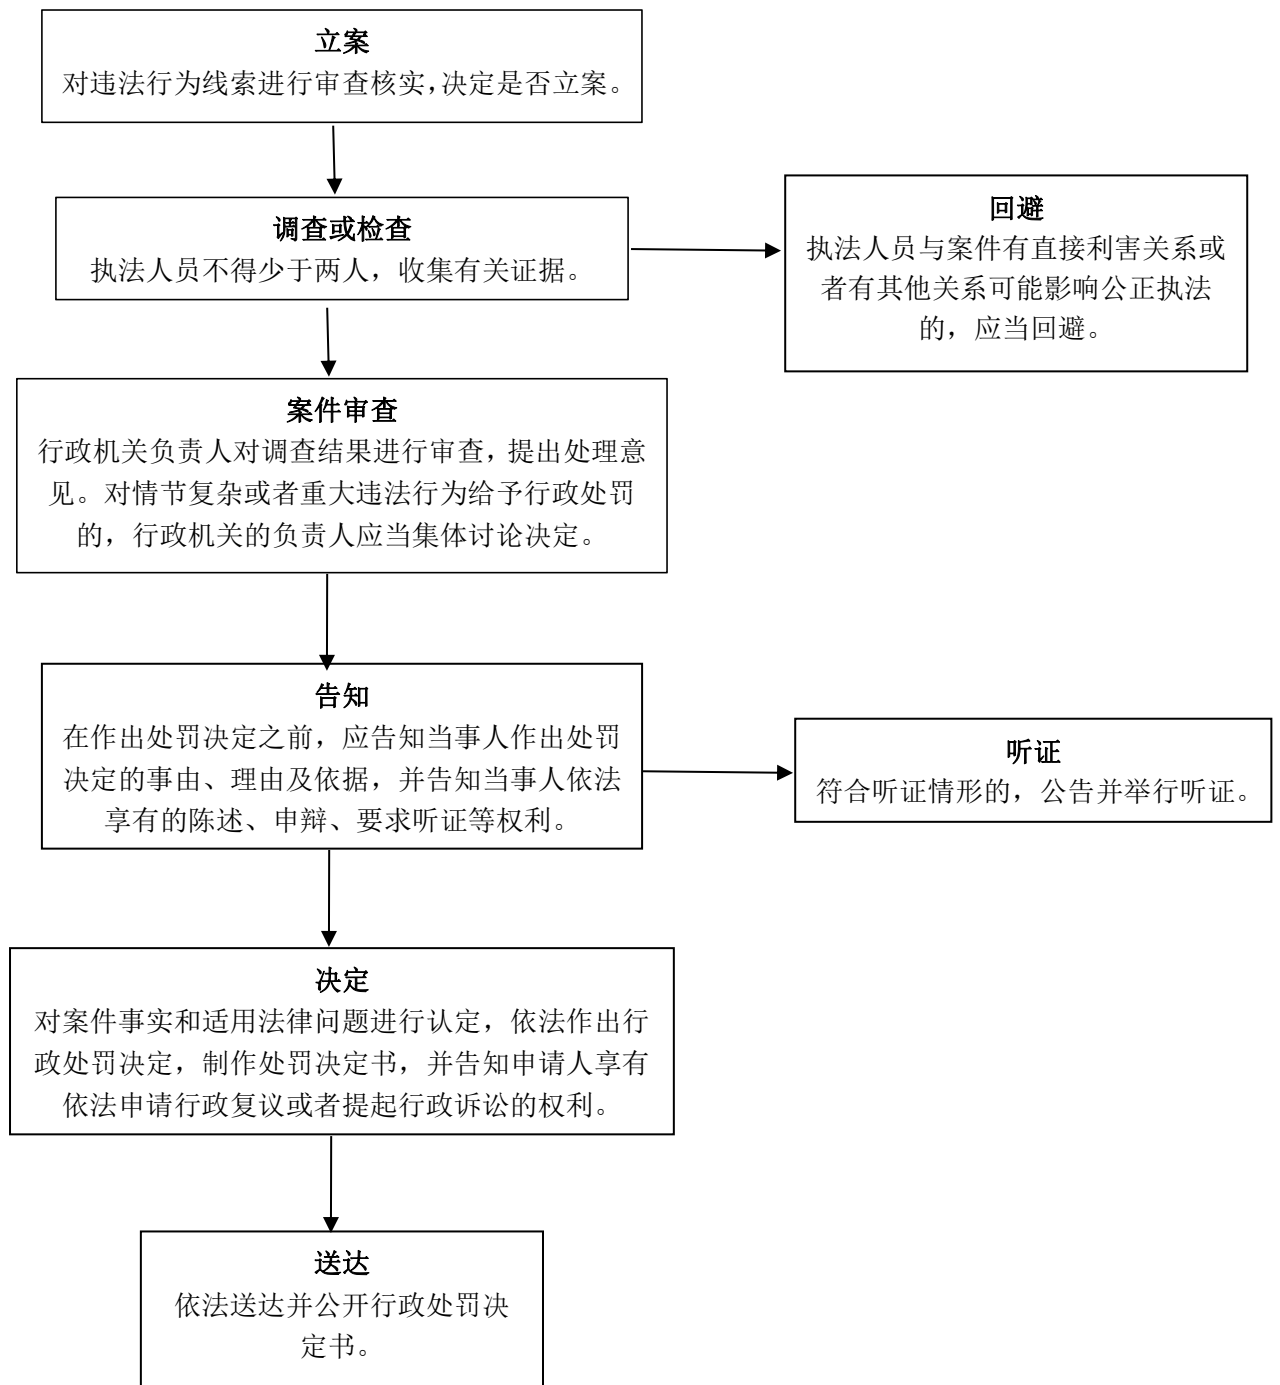 立案
对违法行为线索进行审查核实，决定是否立案。
调查或检查
执法人员不得少于两人，收集有关证据。
回避
执法人员与案件有直接利害关系或
者有其他关系可能影响公正执法
的，应当回避。
案件审查
行政机关负责人对调查结果进行审查，提出处理意
见。对情节复杂或者重大违法行为给予行政处罚
的，行政机关的负责人应当集体讨论决定。
告知
在作出处罚决定之前，应告知当事人作出处罚
决定的事由、理由及依据，并告知当事人依法
享有的陈述、申辩、要求听证等权利。
听证
符合听证情形的，公告并举行听证。
决定
对案件事实和适用法律问题进行认定，依法作出行
政处罚决定，制作处罚决定书，并告知申请人享有
依法申请行政复议或者提起行政诉讼的权利。
送达
依法送达并公开行政处罚决
定书。